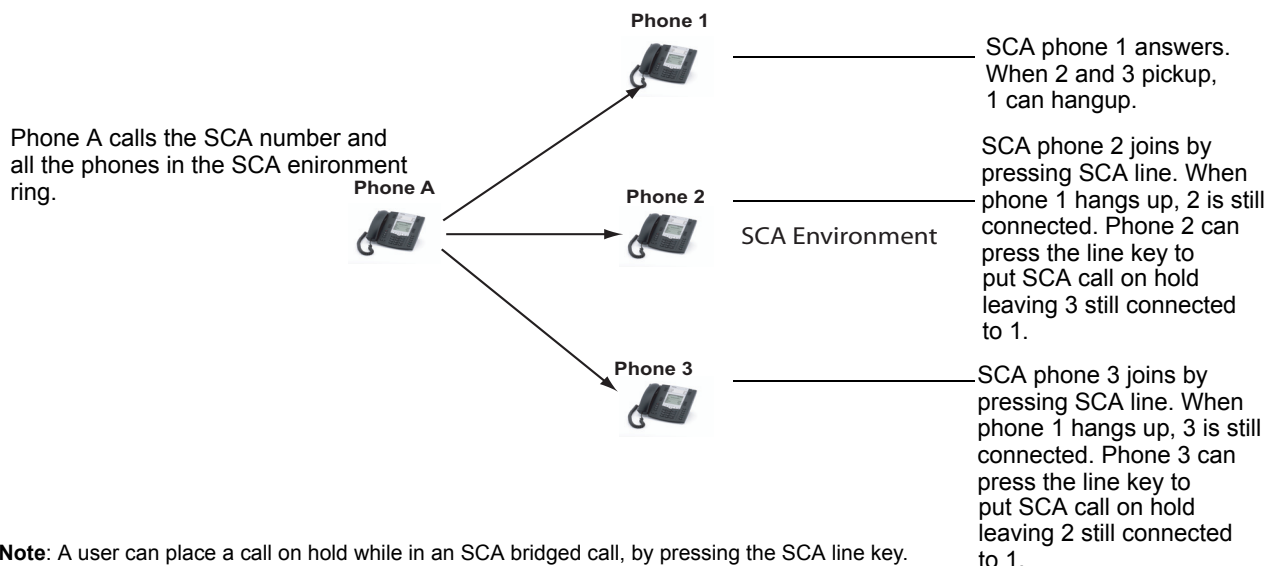 Phone 1
SCA phone 1 answers.
When 2 and 3 pickup,
1 can hangup.
Phone A calls the SCA number and
all the phones in the SCA enironment
ring.
Phone A
Phone 2
SCA Environment
SCA phone 2 joins by
pressing SCA line. When
phone 1 hangs up, 2 is still
connected. Phone 2 can
press the line key to
put SCA call on hold
leaving 3 still connected
to 1.
Phone 3
SCA phone 3 joins by
pressing SCA line. When
phone 1 hangs up, 3 is still
connected. Phone 3 can
press the line key to
put SCA call on hold
leaving 2 still connected
to 1.
Note: A user can place a call on hold while in an SCA bridged call, by pressing the SCA line key.